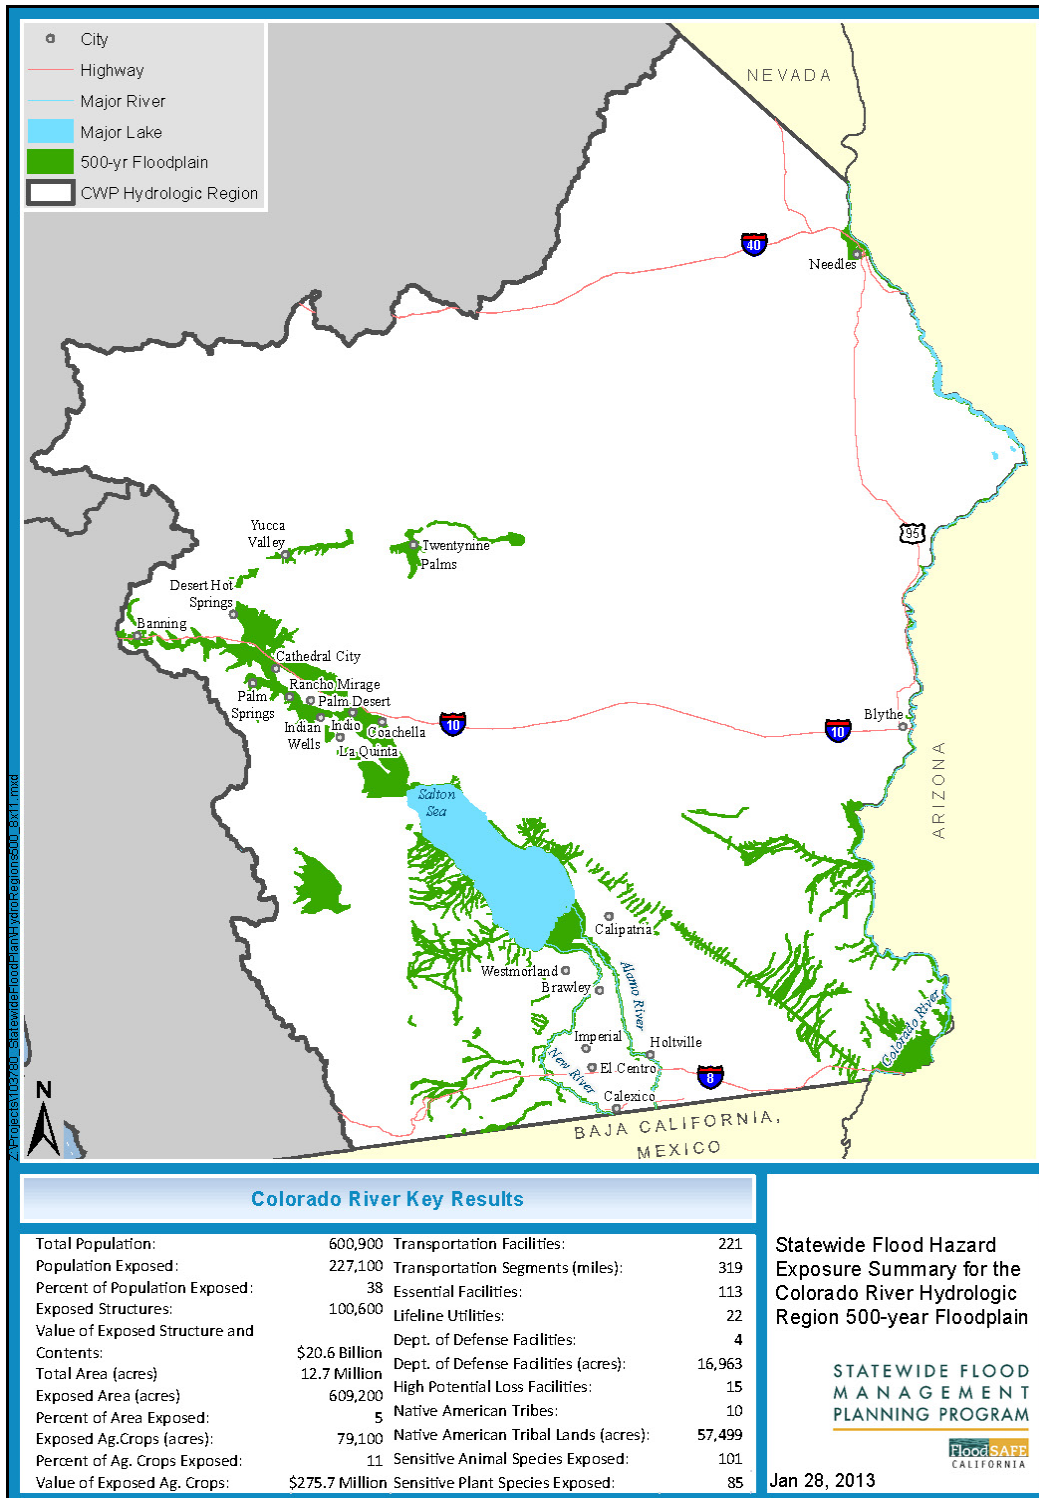 City
Highway
Major River
Major Lake
500-yr Floodplain
CWP Hydrologic Region
NEVADA
40
Needles
95
Yucca
Valley
Twentynine
Palms
Desert Hot
Springs
Banning
Cathedral City
Rancho Mirage
Palm
Springs
Palm Desert
Indian
Wells
Indio
Coachella
La Quinta
10
10
Blythe
ARIZONA
Salton
Sea
Calipatria
Westmorland
Brawley
Alamo River
Imperial
Holtville
El Centro
New River
Calexico
8
Colorado River
BAJA CALIFORNIA,
MEXICO
N
Colorado River Key Results
Total Population: 600,900
Population Exposed: 227,100
Percent of Population Exposed: 38
Exposed Structures: 100,600
Value of Exposed Structure and
Contents: $20.6 Billion
Total Area (acres) 12.7 Million
Exposed Area (acres) 609,200
Percent of Area Exposed: 5
Exposed Ag.Crops (acres): 79,100
Percent of Ag. Crops Exposed: 11
Value of Exposed Ag. Crops: $275.7 Million
Transportation Facilities: 221
Transportation Segments (miles): 319
Essential Facilities: 113
Lifeline Utilities: 22
Dept. of Defense Facilities: 4
Dept. of Defense Facilities (acres): 16,963
High Potential Loss Facilities: 15
Native American Tribes: 10
Native American Tribal Lands (acres): 57,499
Sensitive Animal Species Exposed: 101
Sensitive Plant Species Exposed: 85
Statewide Flood Hazard
Exposure Summary for the
Colorado River Hydrologic
Region 500-year Floodplain
STATEWIDE FLOOD
MANAGEMENT
PLANNING PROGRAM
FloodSAFE
CALIFORNIA
Jan 28, 2013